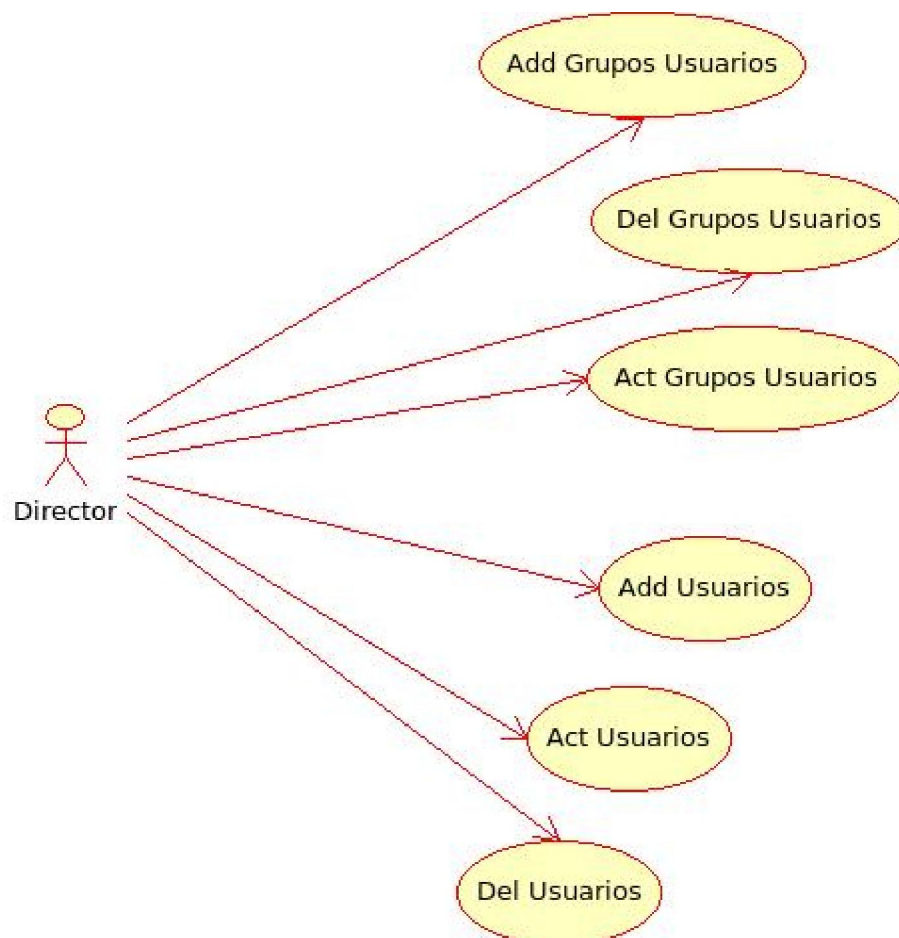 Add Grupos Usuarios
Del Grupos Usuarios
Act Grupos Usuarios
Director
Add Usuarios
Act Usuarios
Del Usuarios